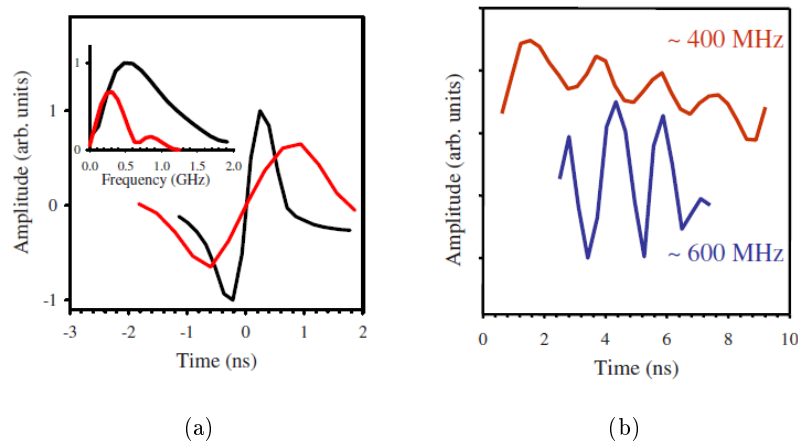 Amplitude (arb. units)
1
0
-1
1
0
0.0 0.5 1.0 1.5 2.0
Frequency (GHz)
-3 -2 -1 0 1 2
Time (ns)
(a)
Amplitude (arb. units)
~ 400 MHz
~ 600 MHz
0 2 4 6 8 10
Time (ns)
(b)